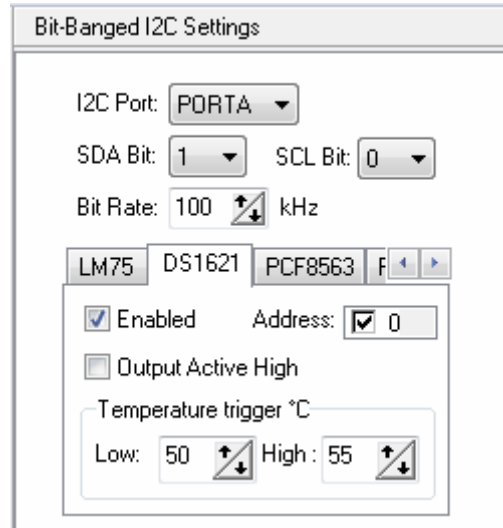 Bit-Banged I2C Settings
I2C Port: PORTA
SDA Bit: 1 SCL Bit: 0
Bit Rate: 100 kHz
LM75 DS1621 PCF8563
Enabled Address: 0
Output Active High
Temperature trigger °C
Low: 50 High : 55